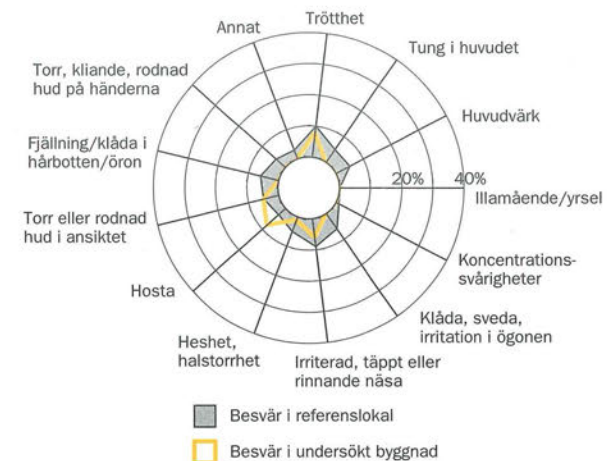 Trötthet
Tung i huvudet
Huvudvärk
20%
40%
Illamående/yrsel
Koncentrations-
svårigheter
Klåda, sveda,
irritation i ögonen
Irriterad, täppt eller
rinnande näsa
Heshet,
halstorrhet
Hosta
Torr eller rodnad
hud i ansiktet
Fjällning/klåda i
hårbotten/öron
Torr, kliande, rodnad
hud på händerna
Annat
Besvär i referenslokal
Besvär i undersökt byggnad